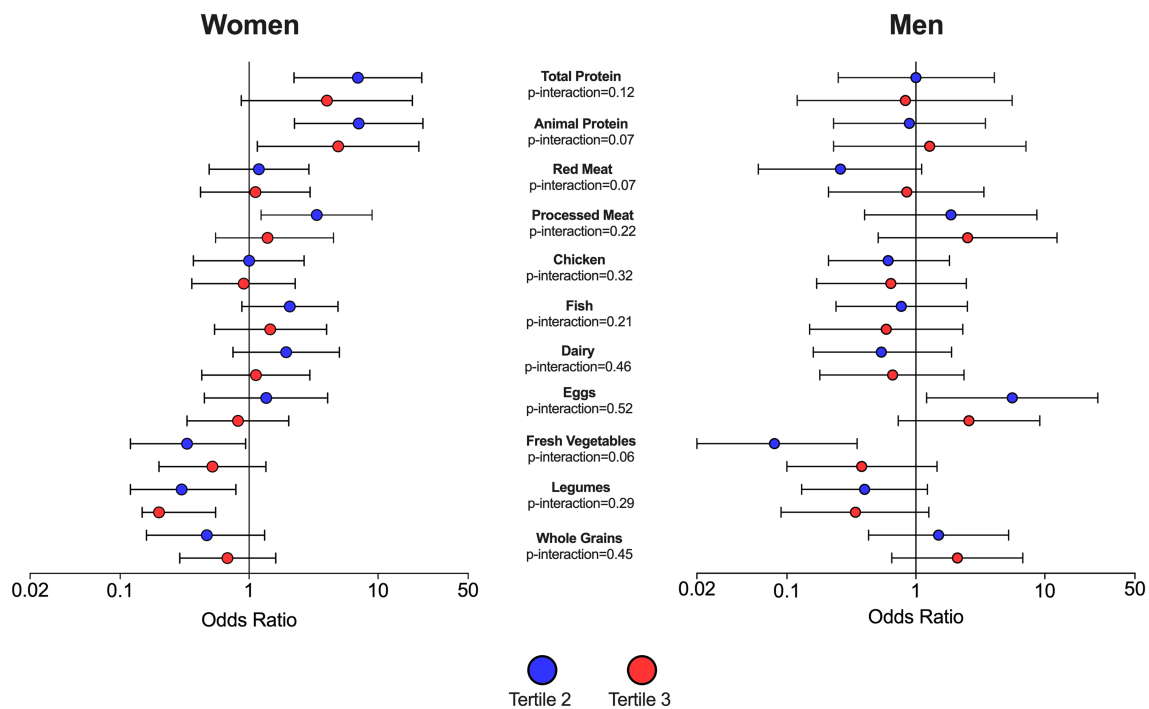 Women
Men
Total Protein
p-interaction=0.12
Animal Protein
p-interaction=0.07
Red Meat
p-interaction=0.07
Processed Meat
p-interaction=0.22
Chicken
p-interaction=0.32
Fish
p-interaction=0.21
Dairy
p-interaction=0.46
Eggs
p-interaction=0.52
Fresh Vegetables
p-interaction=0.06
Legumes
p-interaction=0.29
Whole Grains
p-interaction=0.45
0.02 0.1 1 10 50
Odds Ratio
0.02 0.1 1 10 50
Odds Ratio
Tertile 2
Tertile 3